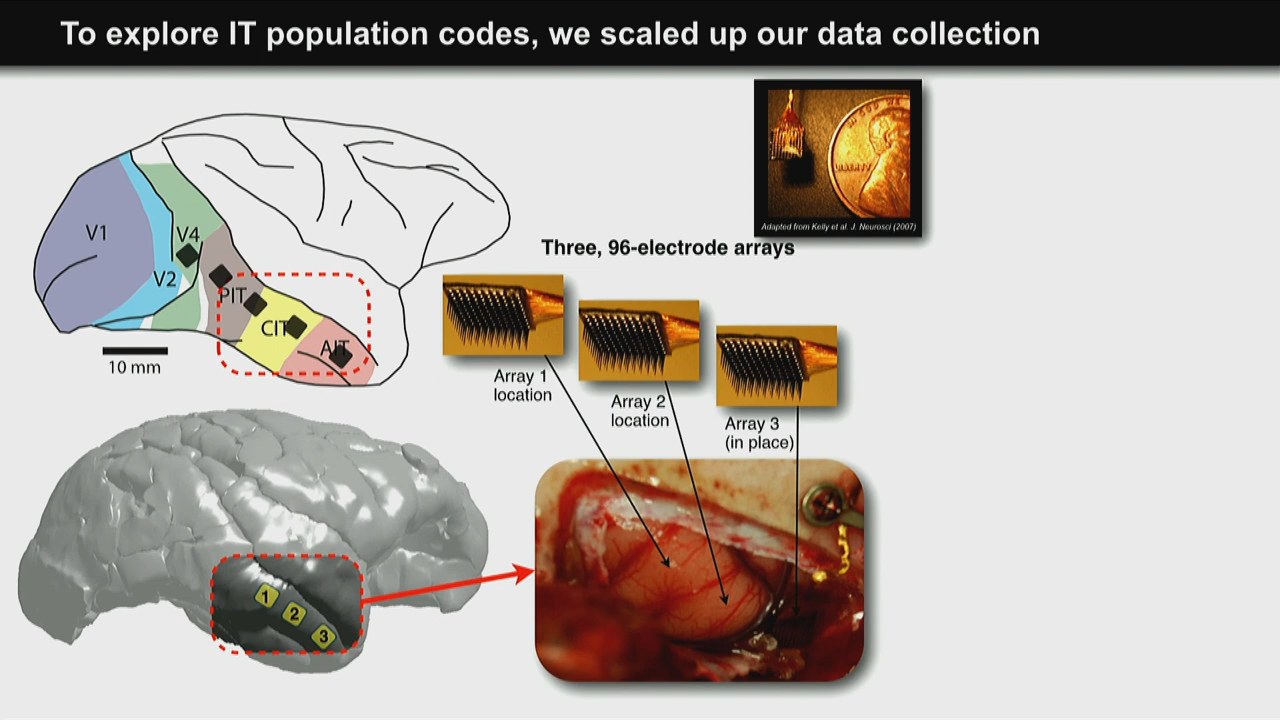 To explore IT population codes, we scaled up our data collection
Adapted from Kelly et al. J. Neurosci (2007)
V1
V4
V2
PIT
CIT
AIT
10 mm
Three, 96-electrode arrays
Array 1
location
Array 2
location
Array 3
(in place)
1
2
3